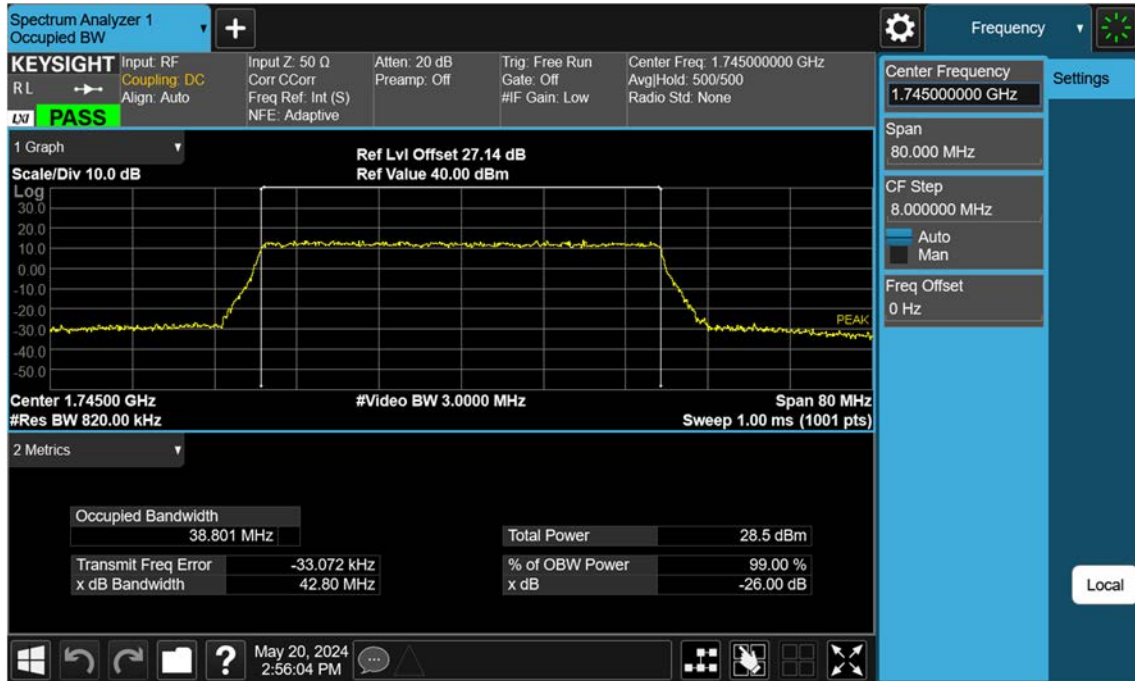 Spectrum Analyzer 1
Occupied BW
Frequency
KEYSIGHT
R L
LXI
PASS
Input: RF
Coupling: DC
Align: Auto
Input Z: 50 Ω
Corr CCorr
Freq Ref: Int (S)
NFE: Adaptive
Atten: 20 dB
Preamp: Off
Trig: Free Run
Gate: Off
#IF Gain: Low
Center Freq: 1.745000000 GHz
Avg|Hold: 500/500
Radio Std: None
1 Graph
Scale/Div 10.0 dB
Ref Lvl Offset 27.14 dB
Ref Value 40.00 dBm
Log
30.0
20.0
10.0
0.00
-10.0
-20.0
-30.0
-40.0
-50.0
PEAK
Center 1.74500 GHz
#Video BW 3.0000 MHz
Span 80 MHz
#Res BW 820.00 kHz
Sweep 1.00 ms (1001 pts)
2 Metrics
Occupied Bandwidth
38.801 MHz
Total Power 28.5 dBm
Transmit Freq Error -33.072 kHz
% of OBW Power 99.00 %
x dB Bandwidth 42.80 MHz
x dB -26.00 dB
May 20, 2024
2:56:04 PM
?
Center Frequency
1.745000000 GHz
Settings
Span
80.000 MHz
CF Step
8.000000 MHz
Auto
Man
Freq Offset
0 Hz
Local